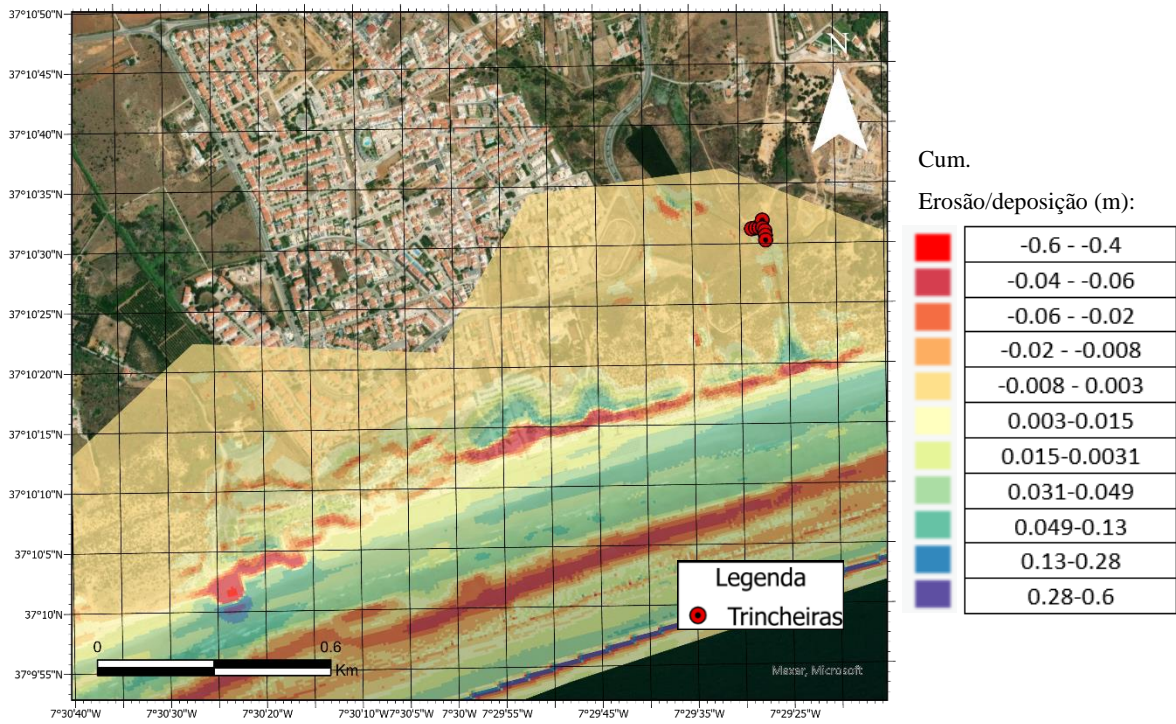 37°10'50"N
37°10'45"N
37°10'40"N
37°10'35"N
37°10'30"N
37°10'25"N
37°10'20"N
37°10'15"N
37°10'10"N
37°10'5"N
37°10'N
37°9'55"N
7°30'40"W 7°30'30"W 7°30'20"W 7°30'10"W 7°30'5"W 7°30'W 7°29'55"W 7°29'45"W 7°29'35"W 7°29'25"W
N
0 0.6
Km
Legenda
Trincheiras
Maxar, Microsoft
Cum.
Erosão/deposição (m):
-0.6 - -0.4
-0.04 - -0.06
-0.06 - -0.02
-0.02 - -0.008
-0.008 - 0.003
0.003-0.015
0.015-0.0031
0.031-0.049
0.049-0.13
0.13-0.28
0.28-0.6